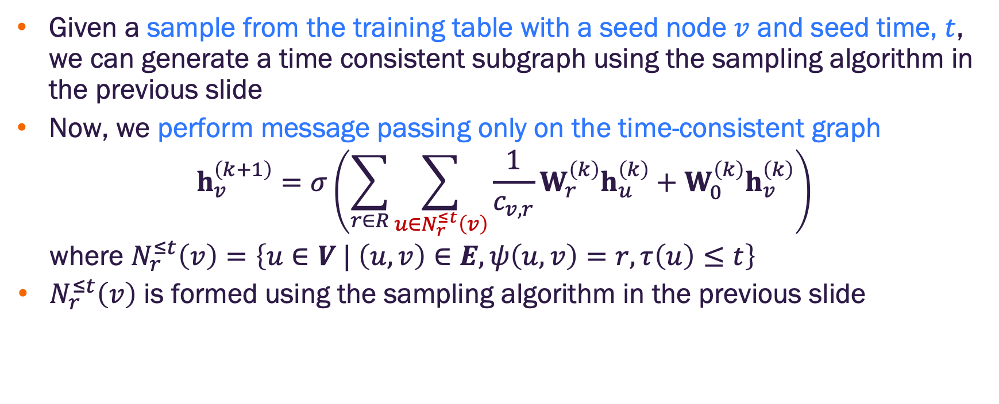 • Given a sample from the training table with a seed node 𝑣 and seed time, 𝑡,
we can generate a time consistent subgraph using the sampling algorithm in
the previous slide
• Now, we perform message passing only on the time-consistent graph
$\mathbf{h}_v^{(k+1)} = \sigma\left(\sum_{r \in R} \sum_{u \in N_r^{\leq t}(v)} \frac{1}{c_{v,r}} \mathbf{W}_r^{(k)} \mathbf{h}_u^{(k)} + \mathbf{W}_0^{(k)} \mathbf{h}_v^{(k)}\right)$
where $N_r^{\leq t}(v) = \{u \in \boldsymbol{V} \mid (u, v) \in \boldsymbol{E}, \psi(u, v) = r, \tau(u) \leq t\}$
• $N_r^{\leq t}(v)$ is formed using the sampling algorithm in the previous slide